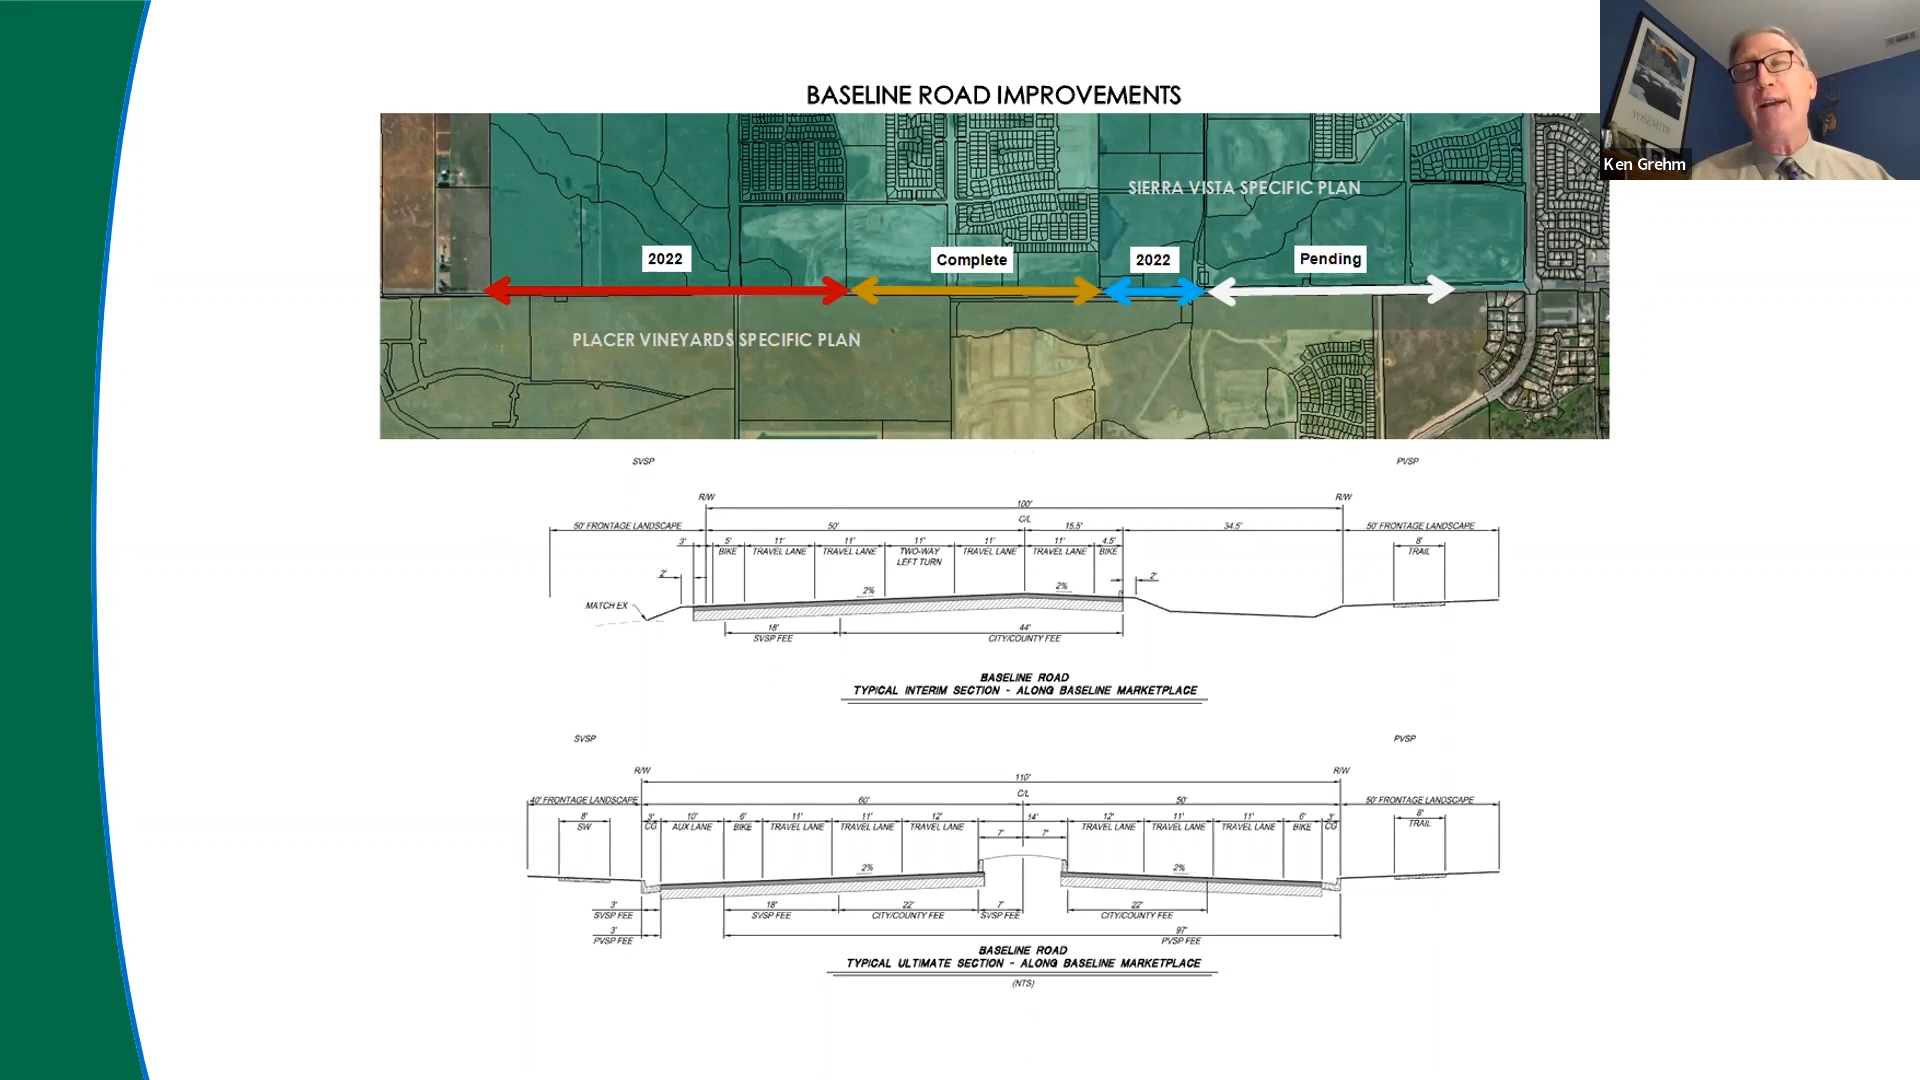 BASELINE ROAD IMPROVEMENTS
YOSEMITE
Ken Grehm
SIERRA VISTA SPECIFIC PLAN
2022
Complete
2022
Pending
PLACER VINEYARDS SPECIFIC PLAN
SVSP
PVSP
R/W
100'
R/W
50' FRONTAGE LANDSCAPE
50'
C/L
15.5'
34.5'
50' FRONTAGE LANDSCAPE
3'
5'
BIKE
11'
TRAVEL LANE
11'
TRAVEL LANE
11'
TWO-WAY
LEFT TURN
11'
TRAVEL LANE
11'
TRAVEL LANE
4.5'
BIKE
8'
TRAIL
2'
2%
2%
2'
MATCH EX
18'
SVSP FEE
44'
CITY/COUNTY FEE
BASELINE ROAD
TYPICAL INTERIM SECTION - ALONG BASELINE MARKETPLACE
SVSP
PVSP
R/W
110'
R/W
40' FRONTAGE LANDSCAPE
60'
C/L
50'
50' FRONTAGE LANDSCAPE
8'
SW
3'
CG
10'
AUX LANE
6'
BIKE
11'
TRAVEL LANE
11'
TRAVEL LANE
12'
TRAVEL LANE
14'
7'
7'
12'
TRAVEL LANE
11'
TRAVEL LANE
11'
TRAVEL LANE
6'
BIKE
3'
CG
8'
TRAIL
2%
2%
3'
SVSP FEE
18'
SVSP FEE
22'
CITY/COUNTY FEE
7'
SVSP FEE
22'
CITY/COUNTY FEE
3'
PVSP FEE
97'
PVSP FEE
BASELINE ROAD
TYPICAL ULTIMATE SECTION - ALONG BASELINE MARKETPLACE
(NTS)